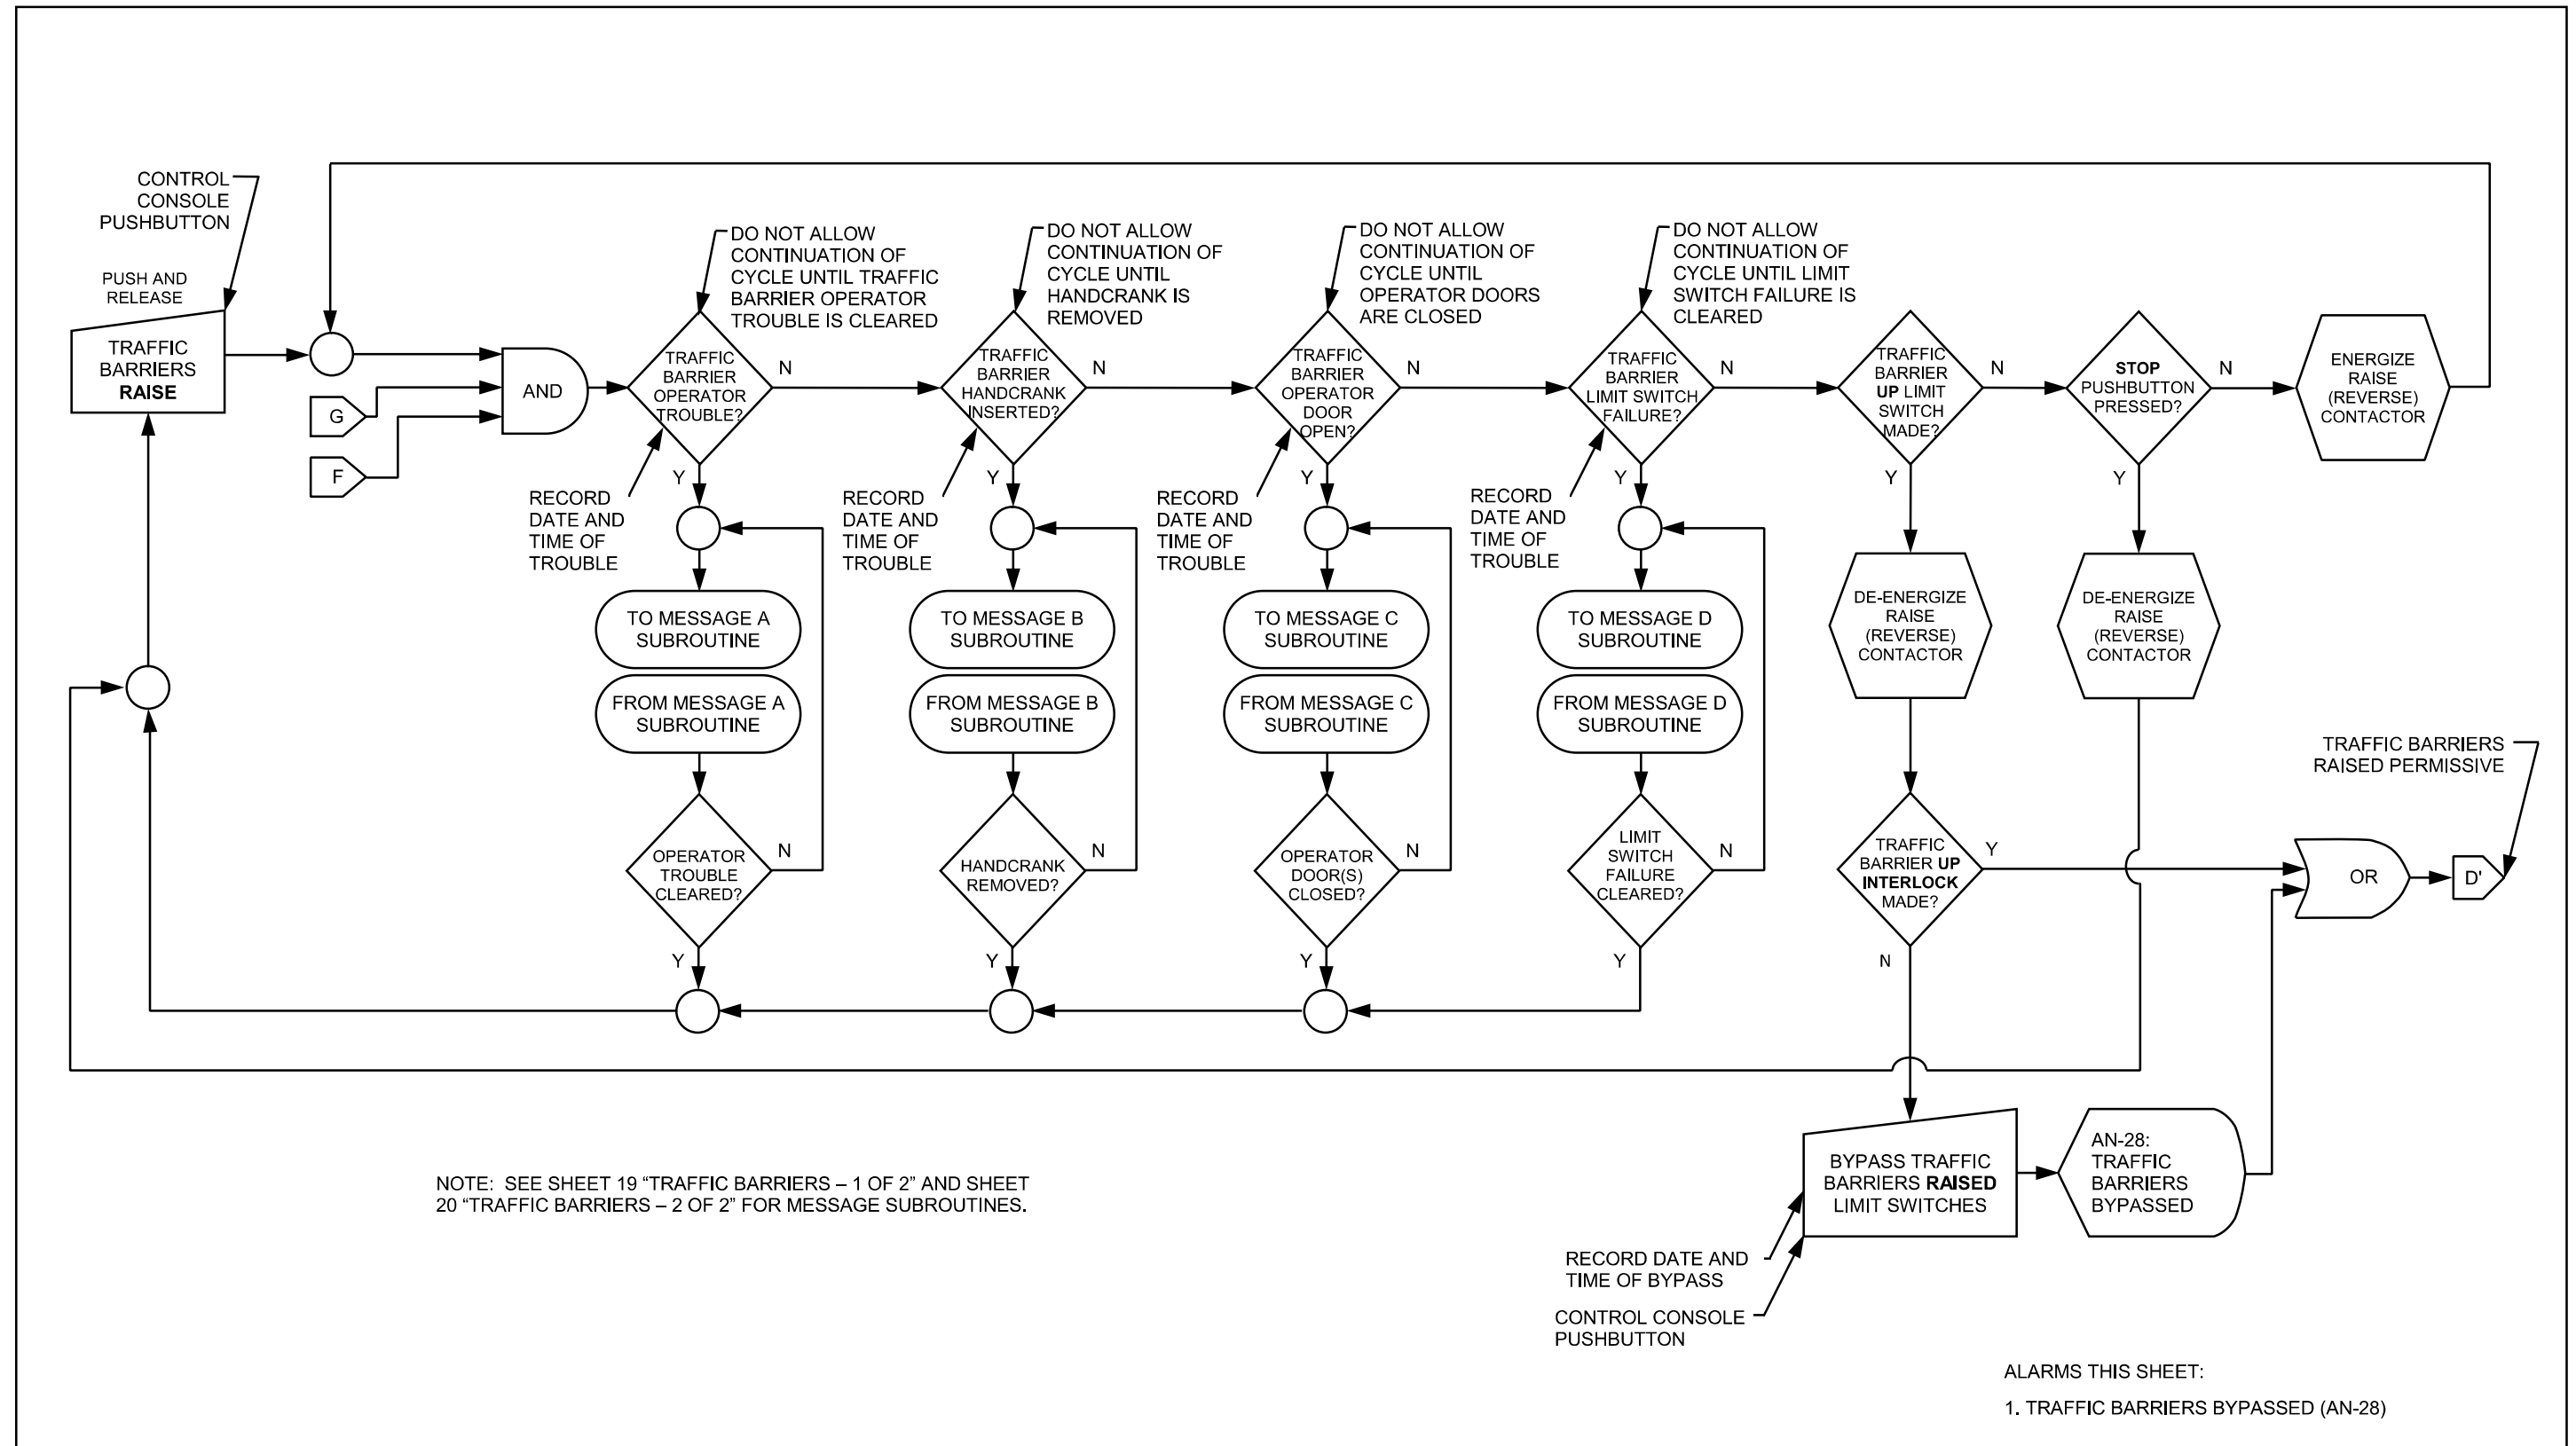 CONTROL
CONSOLE
PUSHBUTTON
PUSH AND
RELEASE
TRAFFIC
BARRIERS
RAISE
G
F
AND
DO NOT ALLOW
CONTINUATION OF
CYCLE UNTIL TRAFFIC
BARRIER OPERATOR
TROUBLE IS CLEARED
TRAFFIC
BARRIER
OPERATOR
TROUBLE?
N
Y
RECORD
DATE AND
TIME OF
TROUBLE
TO MESSAGE A
SUBROUTINE
FROM MESSAGE A
SUBROUTINE
OPERATOR
TROUBLE
CLEARED?
N
Y
DO NOT ALLOW
CONTINUATION OF
CYCLE UNTIL
HANDCRANK IS
REMOVED
TRAFFIC
BARRIER
HANDCRANK
INSERTED?
N
Y
RECORD
DATE AND
TIME OF
TROUBLE
TO MESSAGE B
SUBROUTINE
FROM MESSAGE B
SUBROUTINE
HANDCRANK
REMOVED?
N
Y
DO NOT ALLOW
CONTINUATION OF
CYCLE UNTIL
OPERATOR DOORS
ARE CLOSED
TRAFFIC
BARRIER
OPERATOR
DOOR
OPEN?
N
Y
RECORD
DATE AND
TIME OF
TROUBLE
TO MESSAGE C
SUBROUTINE
FROM MESSAGE C
SUBROUTINE
OPERATOR
DOOR(S)
CLOSED?
N
Y
DO NOT ALLOW
CONTINUATION OF
CYCLE UNTIL LIMIT
SWITCH FAILURE IS
CLEARED
TRAFFIC
BARRIER
LIMIT SWITCH
FAILURE?
N
Y
RECORD
DATE AND
TIME OF
TROUBLE
TO MESSAGE D
SUBROUTINE
FROM MESSAGE D
SUBROUTINE
LIMIT
SWITCH
FAILURE
CLEARED?
N
Y
TRAFFIC
BARRIER
UP LIMIT
SWITCH
MADE?
N
Y
DE-ENERGIZE
RAISE
(REVERSE)
CONTACTOR
TRAFFIC
BARRIER UP
INTERLOCK
MADE?
Y
N
STOP
PUSHBUTTON
PRESSED?
N
Y
DE-ENERGIZE
RAISE
(REVERSE)
CONTACTOR
ENERGIZE
RAISE
(REVERSE)
CONTACTOR
TRAFFIC BARRIERS
RAISED PERMISSIVE
OR
D'
BYPASS TRAFFIC
BARRIERS RAISED
LIMIT SWITCHES
AN-28:
TRAFFIC
BARRIERS
BYPASSED
RECORD DATE AND
TIME OF BYPASS
CONTROL CONSOLE
PUSHBUTTON
NOTE: SEE SHEET 19 “TRAFFIC BARRIERS – 1 OF 2” AND SHEET
20 “TRAFFIC BARRIERS – 2 OF 2” FOR MESSAGE SUBROUTINES.
ALARMS THIS SHEET:
1. TRAFFIC BARRIERS BYPASSED (AN-28)